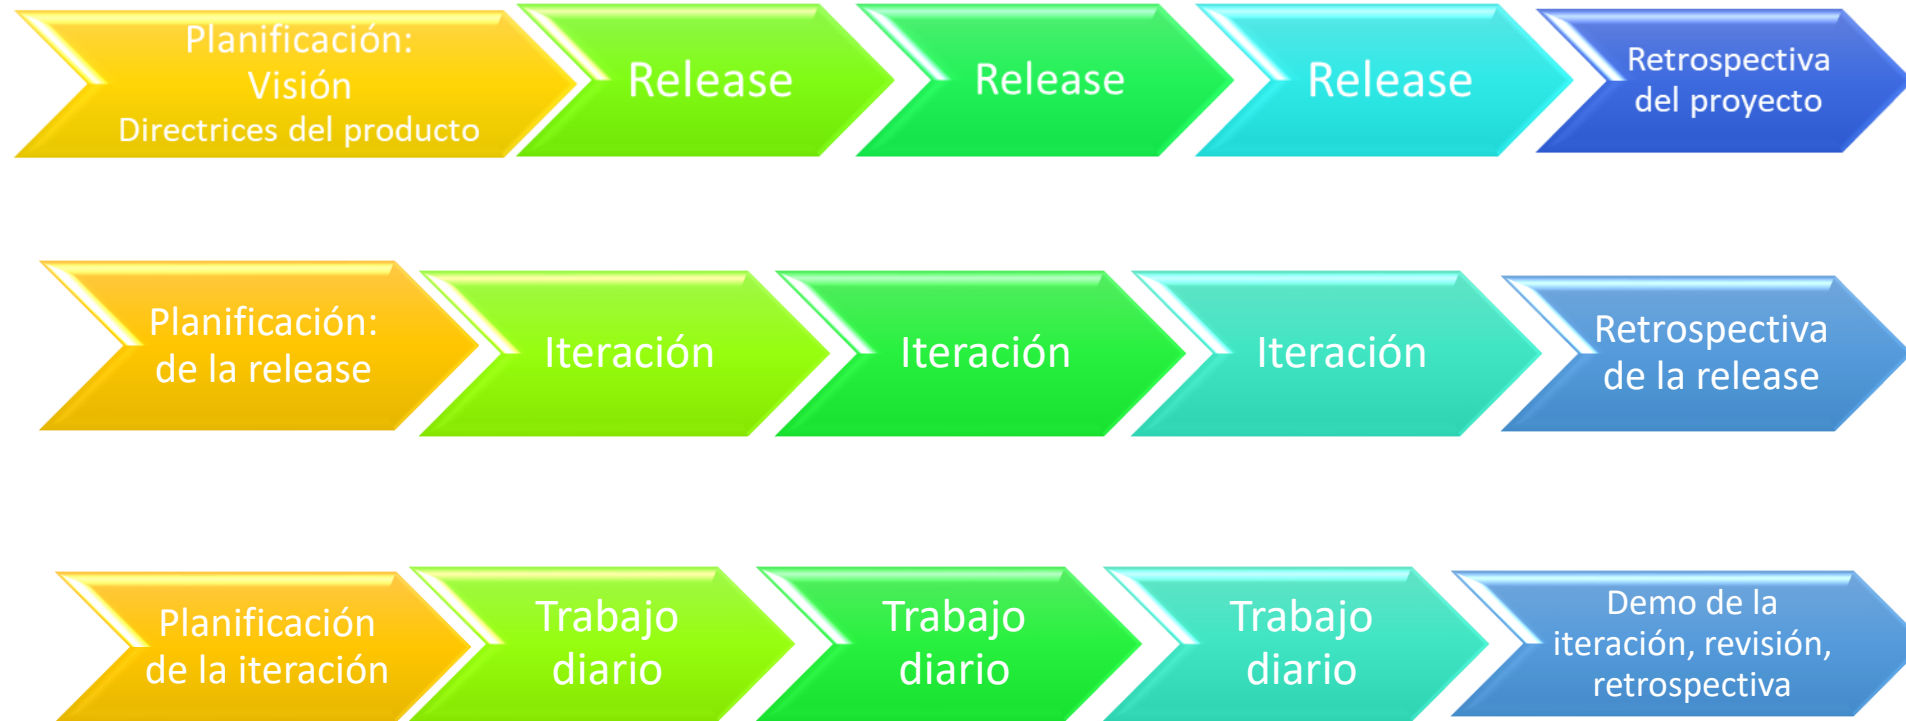 Planificación:
Visión
Directrices del producto
Release
Release
Release
Retrospectiva
del proyecto
Planificación:
de la release
Iteración
Iteración
Iteración
Retrospectiva
de la release
Planificación
de la iteración
Trabajo
diario
Trabajo
diario
Trabajo
diario
Demo de la
iteración, revisión,
retrospectiva